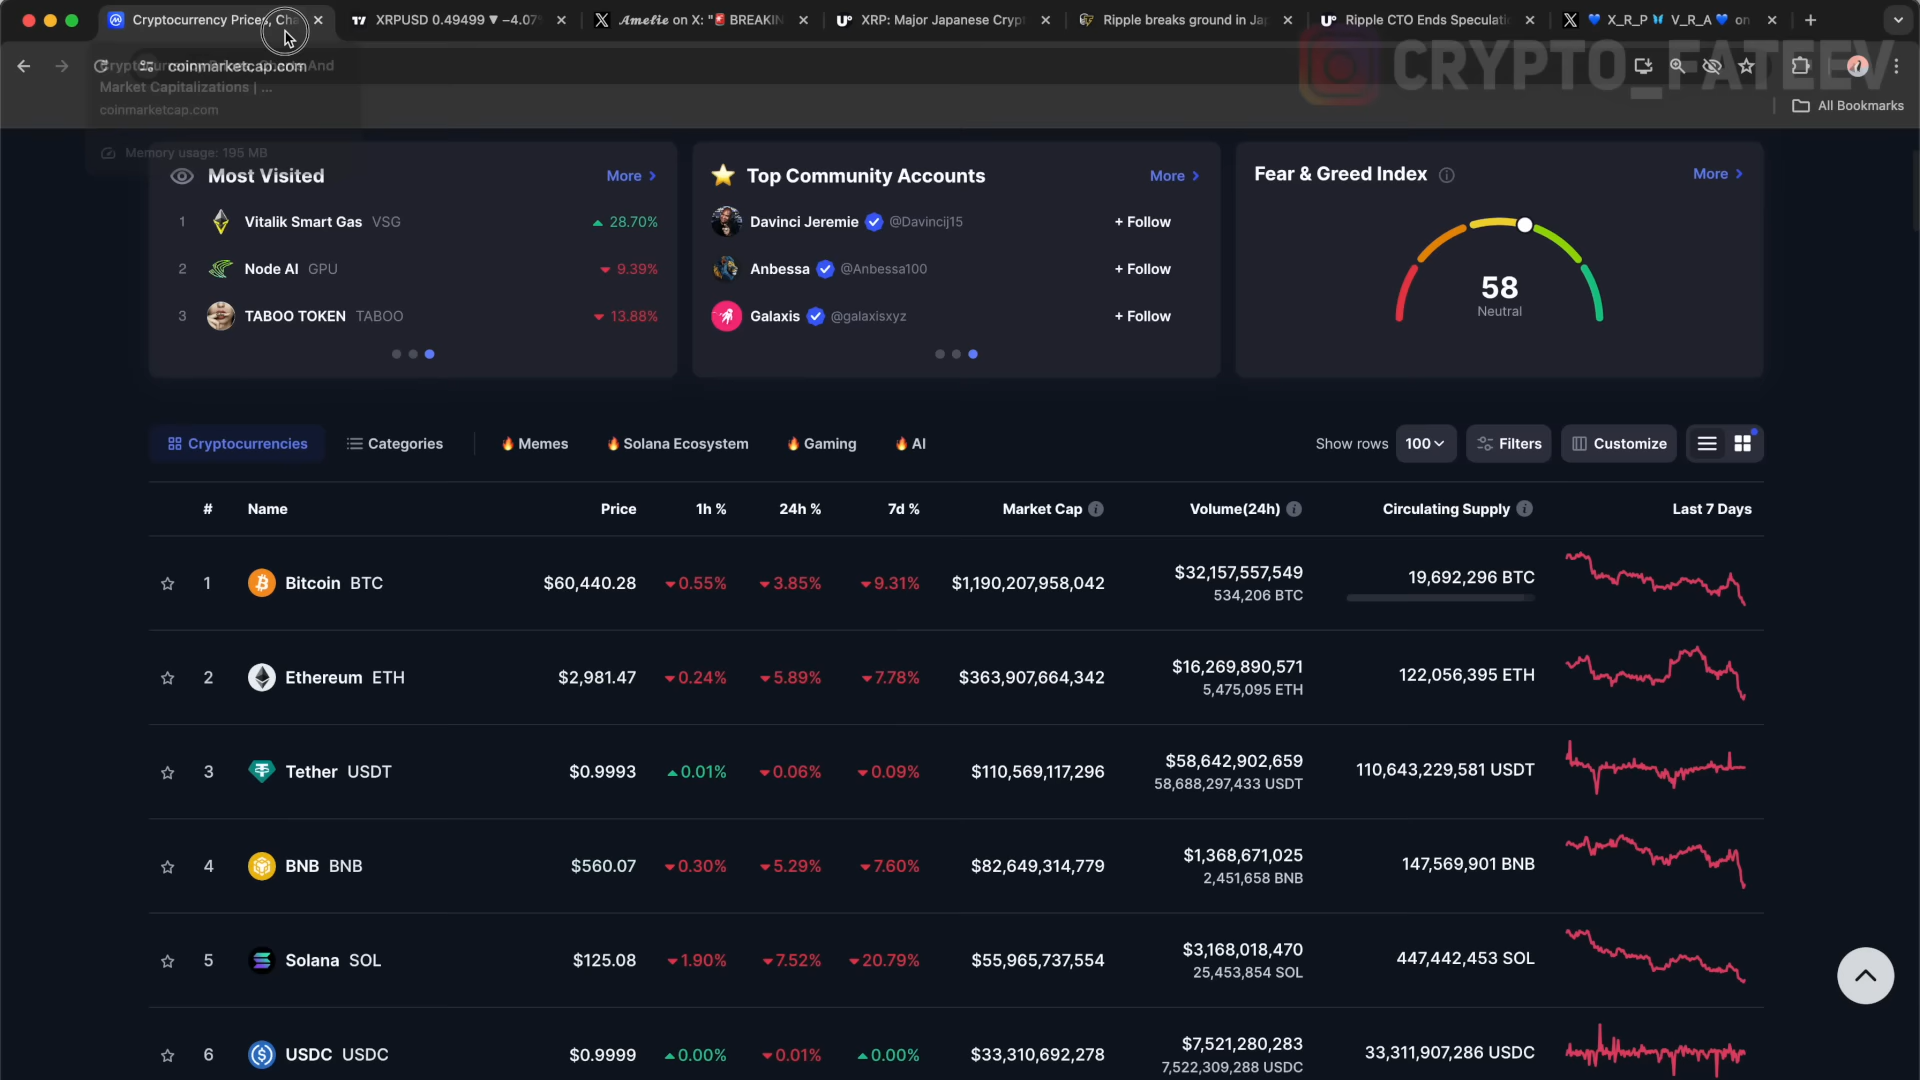 Cryptocurrency Prices, Cha
XRPUSD 0.49499 ▼ −4.07
𝓐𝓶𝓮𝓵𝓲𝓮 on X: "🚨 BREAKIN
XRP: Major Japanese Crypt
Ripple breaks ground in Jap
Ripple CTO Ends Speculati
💙 X_R_P 🦋 V_R_A 💙 on
coinmarketcap.com
Market Capitalizations | ...
coinmarketcap.com
Memory usage: 195 MB
CRYPTO_FATEEV
All Bookmarks
Most Visited More >
1 Vitalik Smart Gas VSG ▲ 28.70%
2 Node AI GPU ▼ 9.39%
3 TABOO TOKEN TABOO ▼ 13.88%
Top Community Accounts More >
Davinci Jeremie @Davincij15 + Follow
Anbessa @Anbessa100 + Follow
Galaxis @galaxisxyz + Follow
Fear & Greed Index More >
58
Neutral
Cryptocurrencies Categories 🔥 Memes 🔥 Solana Ecosystem 🔥 Gaming 🔥 AI Show rows 100 Filters Customize
# Name Price 1h % 24h % 7d % Market Cap Volume(24h) Circulating Supply Last 7 Days
1 Bitcoin BTC $60,440.28 ▼0.55% ▼3.85% ▼9.31% $1,190,207,958,042 $32,157,557,549 19,692,296 BTC
534,206 BTC
2 Ethereum ETH $2,981.47 ▼0.24% ▼5.89% ▼7.78% $363,907,664,342 $16,269,890,571 122,056,395 ETH
5,475,095 ETH
3 Tether USDT $0.9993 ▲0.01% ▼0.06% ▼0.09% $110,569,117,296 $58,642,902,659 110,643,229,581 USDT
58,688,297,433 USDT
4 BNB BNB $560.07 ▼0.30% ▼5.29% ▼7.60% $82,649,314,779 $1,368,671,025 147,569,901 BNB
2,451,658 BNB
5 Solana SOL $125.08 ▼1.90% ▼7.52% ▼20.79% $55,965,737,554 $3,168,018,470 447,442,453 SOL
25,453,854 SOL
6 USDC USDC $0.9999 ▲0.00% ▼0.01% ▲0.00% $33,310,692,278 $7,521,280,283 33,311,907,286 USDC
7,522,309,288 USDC